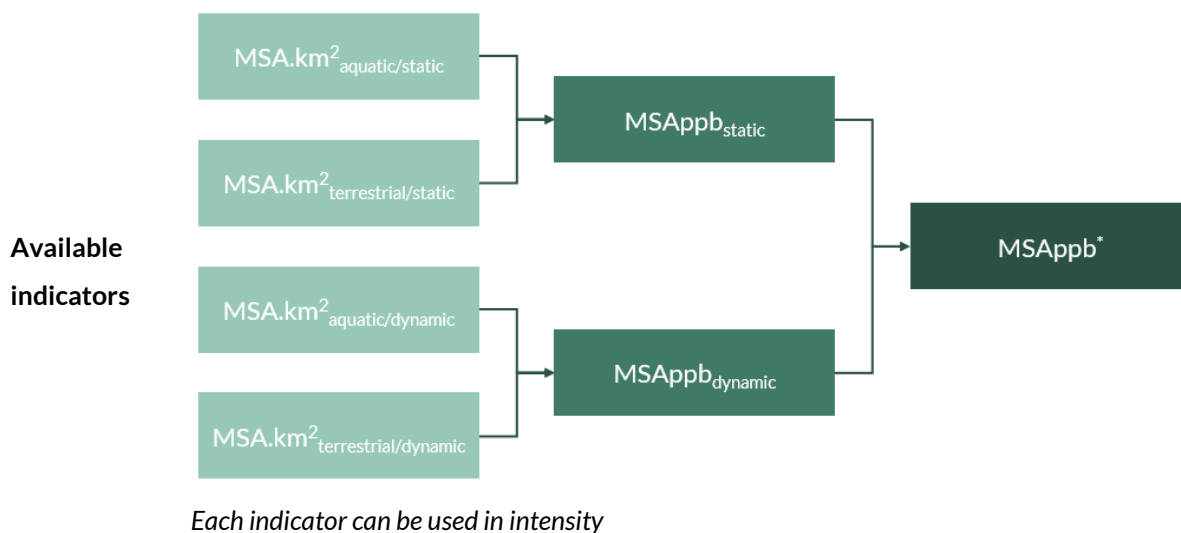 MSA.km²aquatic/static
MSA.km²terrestrial/static
MSAppbstatic
Available
indicators
MSAppb*
MSA.km²aquatic/dynamic
MSA.km²terrestrial/dynamic
MSAppbdynamic
Each indicator can be used in intensity